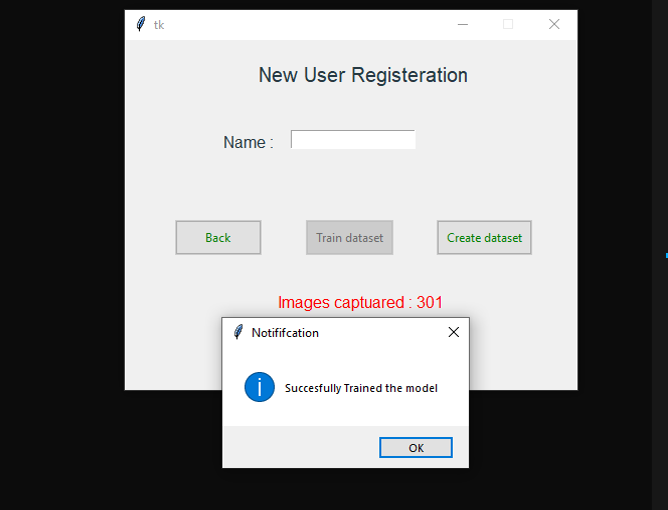 tk
New User Registeration
Name :
Back
Train dataset
Create dataset
Images captuared : 301
Notififcation
Succesfully Trained the model
OK